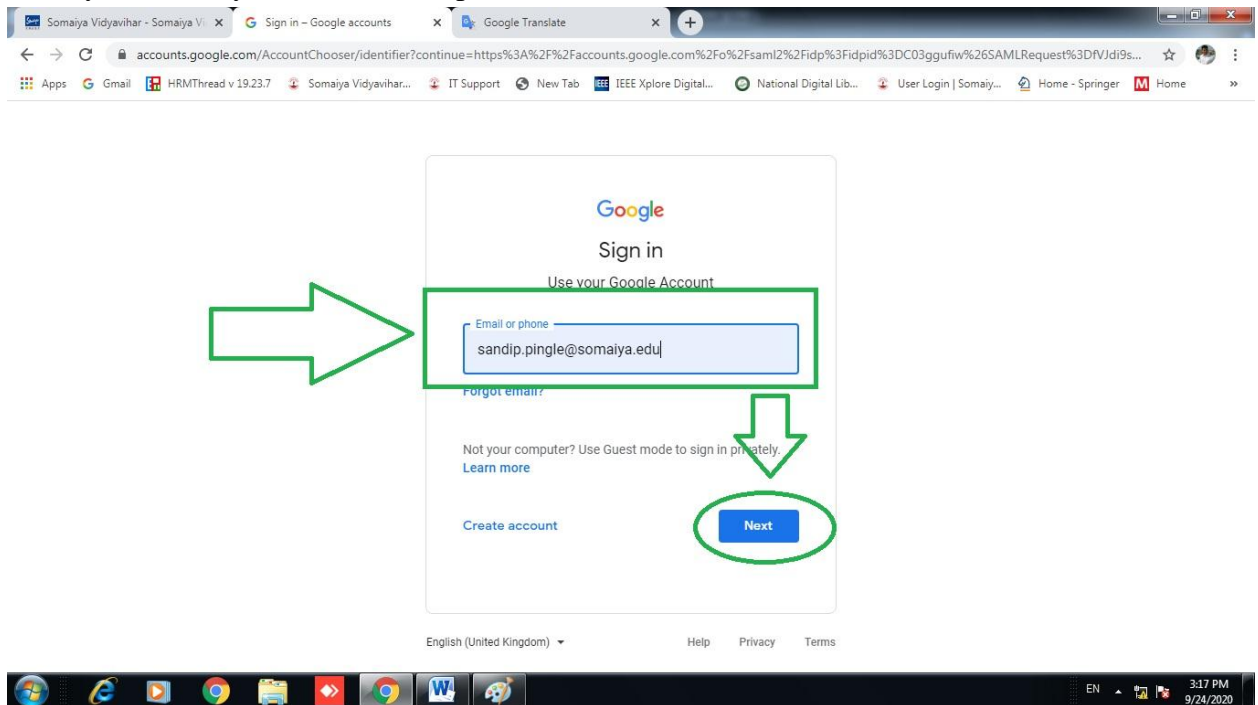 Somaiya Vidyavihar - Somaiya Vi
Sign in – Google accounts
Google Translate
accounts.google.com/AccountChooser/identifier?continue=https%3A%2F%2Faccounts.google.com%2Fo%2Fsaml2%2Fidp%3Fidpid%3DC03ggufiw%26SAMLRequest%3DfVJdi9s...
Apps Gmail HRMThread v 19.23.7 Somaiya Vidyavihar... IT Support New Tab IEEE Xplore Digital... National Digital Lib... User Login | Somaiy... Home - Springer Home »
Google
Sign in
Use your Google Account
Email or phone
sandip.pingle@somaiya.edu
Forgot email?
Not your computer? Use Guest mode to sign in privately.
Learn more
Create account
Next
English (United Kingdom)
Help Privacy Terms
EN
3:17 PM
9/24/2020